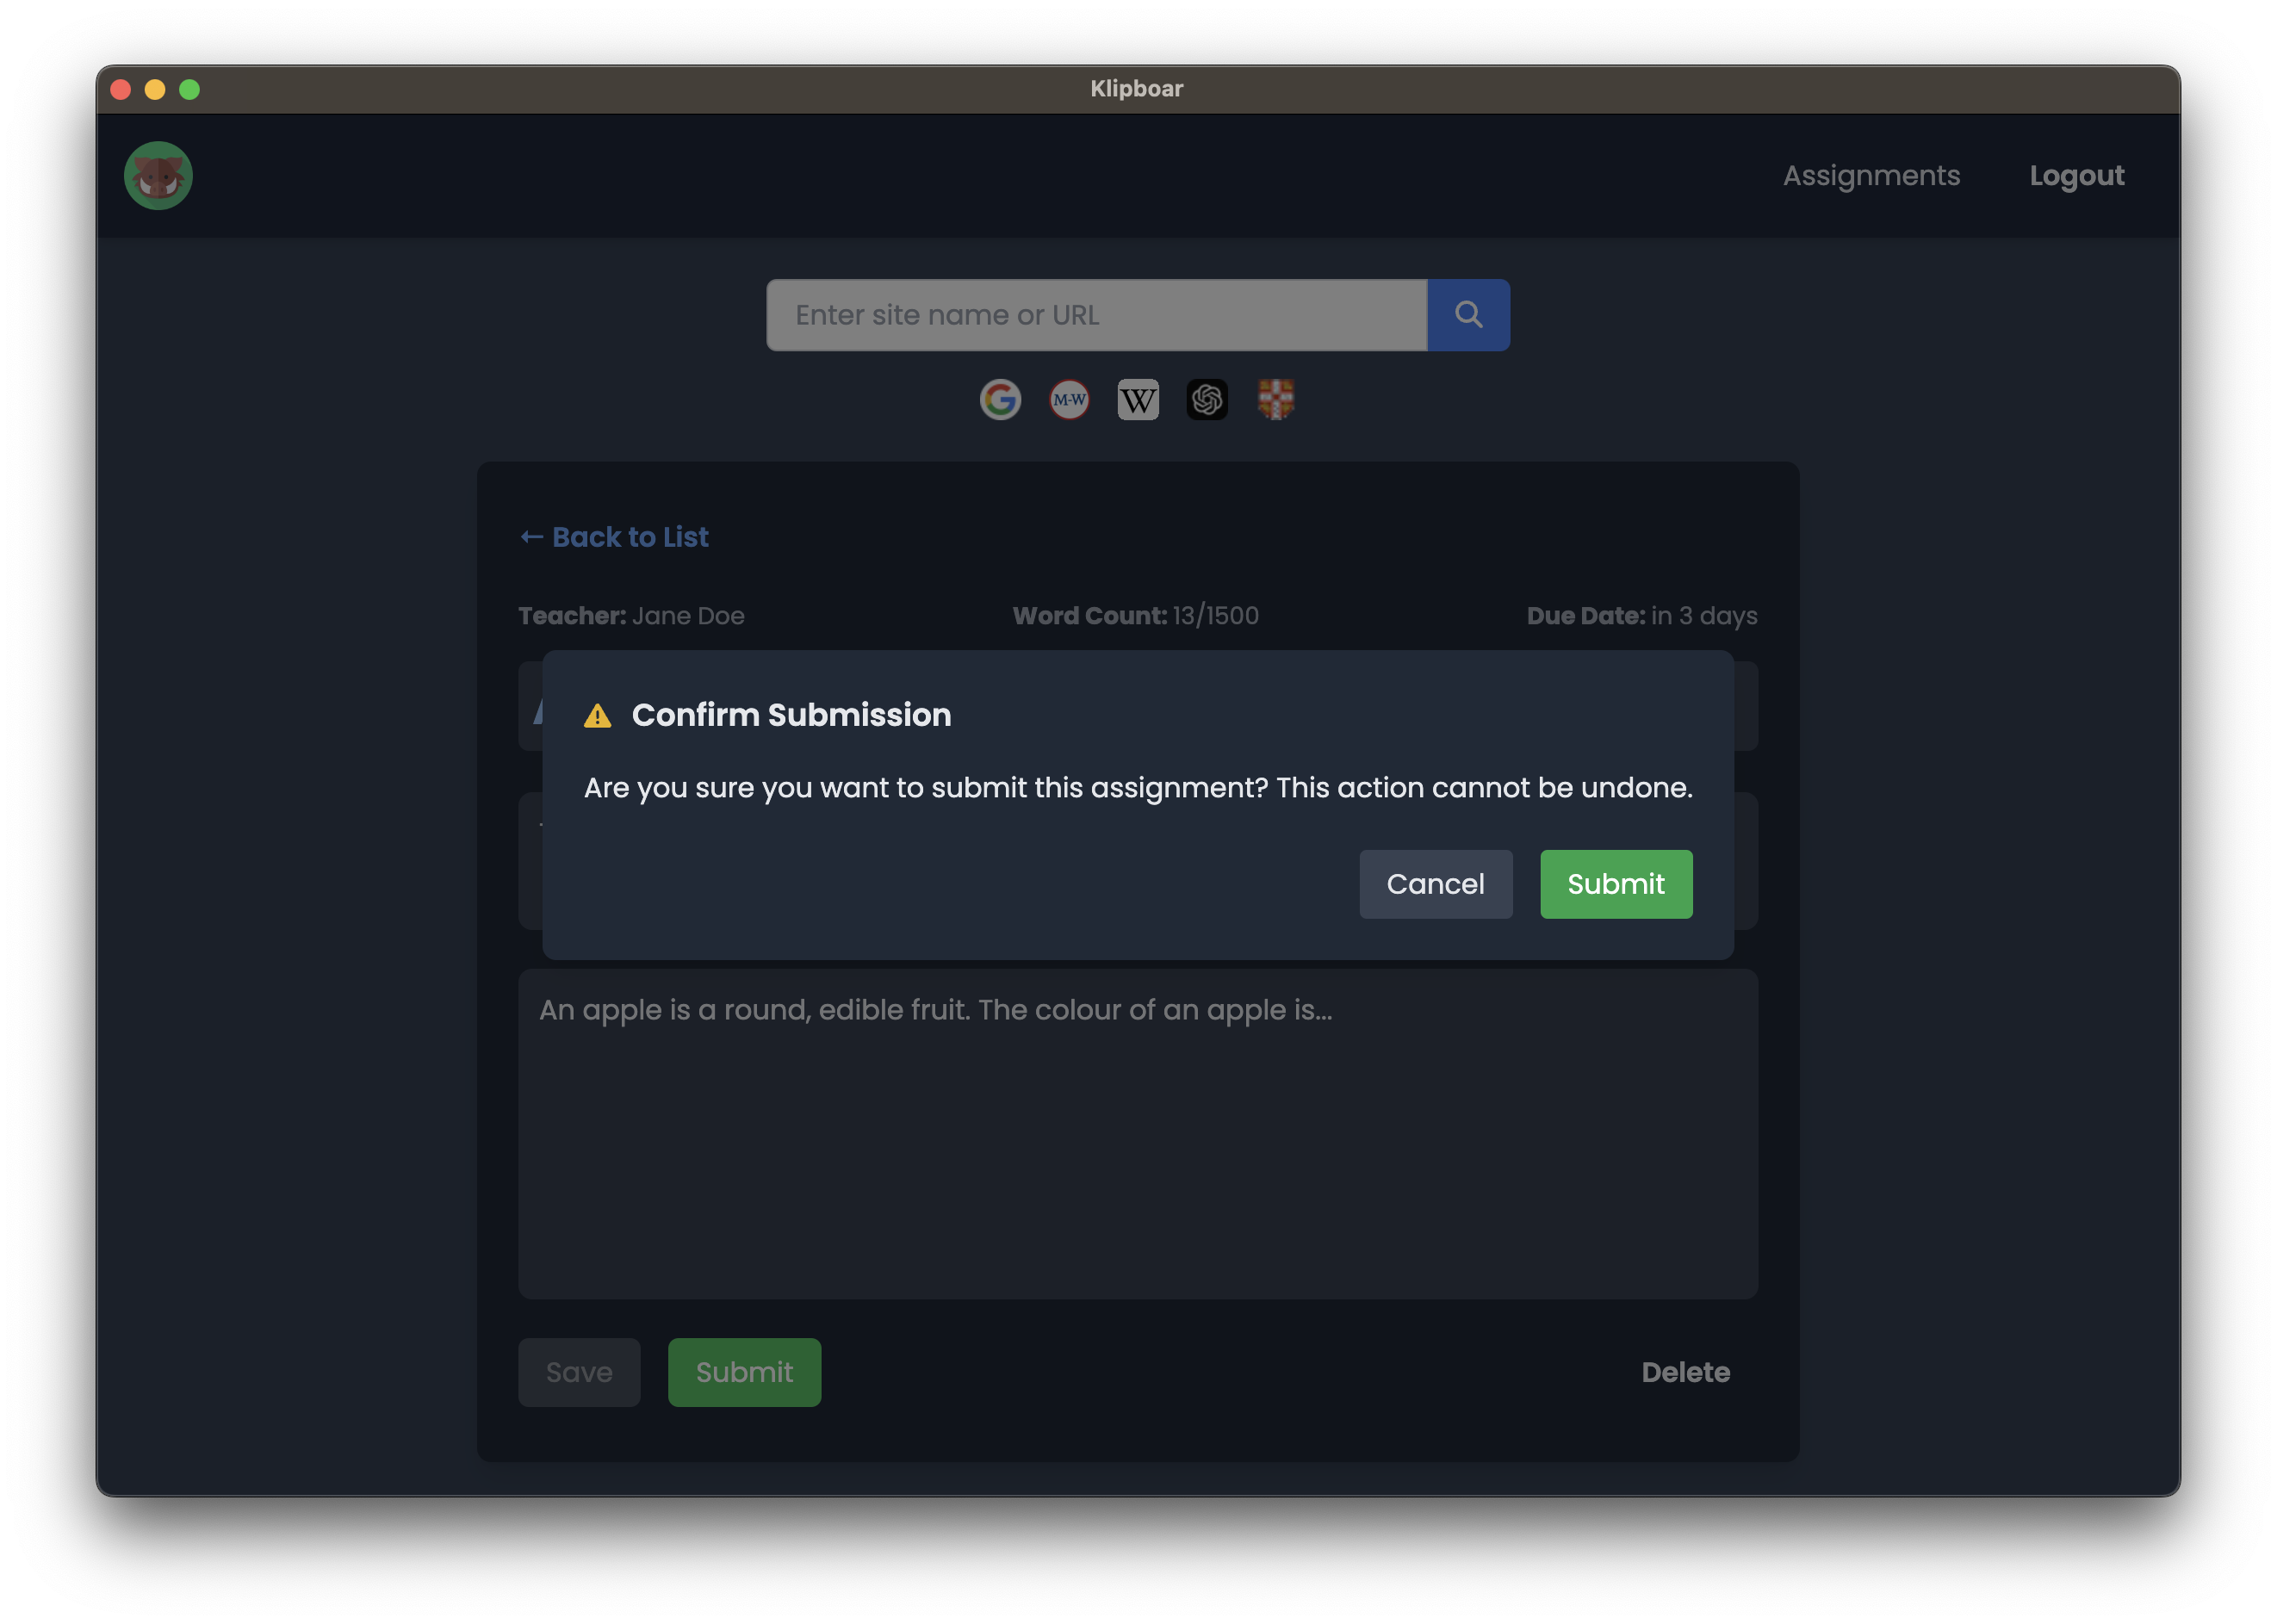 Klipboar
Assignments
Logout
Enter site name or URL
M-W
W
← Back to List
Teacher: Jane Doe
Word Count: 13/1500
Due Date: in 3 days
Confirm Submission
Are you sure you want to submit this assignment? This action cannot be undone.
Cancel
Submit
An apple is a round, edible fruit. The colour of an apple is...
Save
Submit
Delete